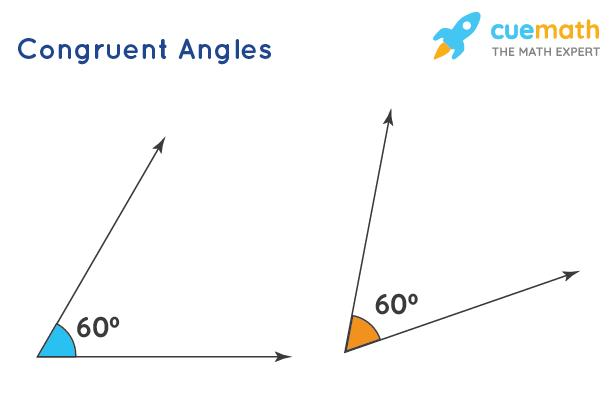 Congruent Angles
cuemath
THE MATH EXPERT
60º
60º